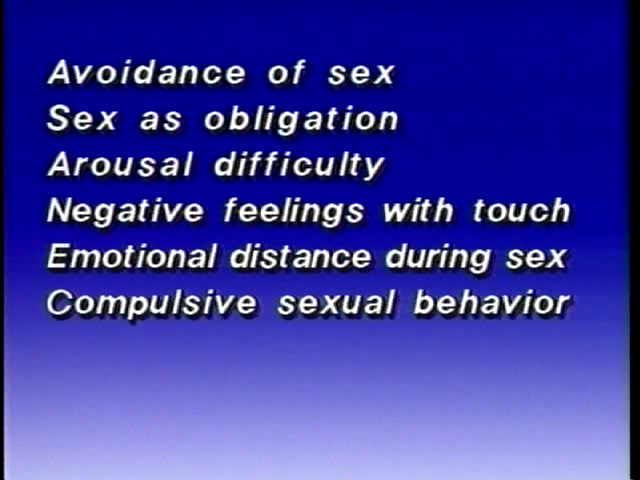 Avoidance of sex
Sex as obligation
Arousal difficulty
Negative feelings with touch
Emotional distance during sex
Compulsive sexual behavior